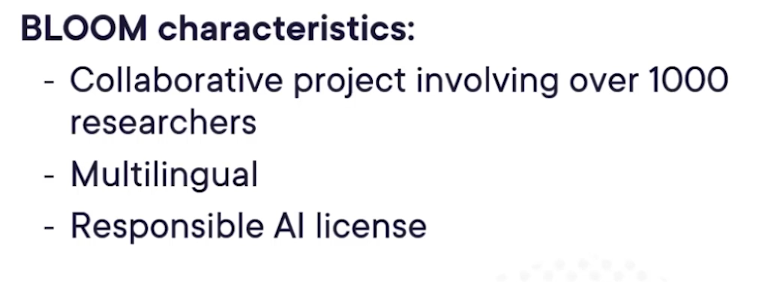 BLOOM characteristics:
- Collaborative project involving over 1000
researchers
- Multilingual
- Responsible AI license